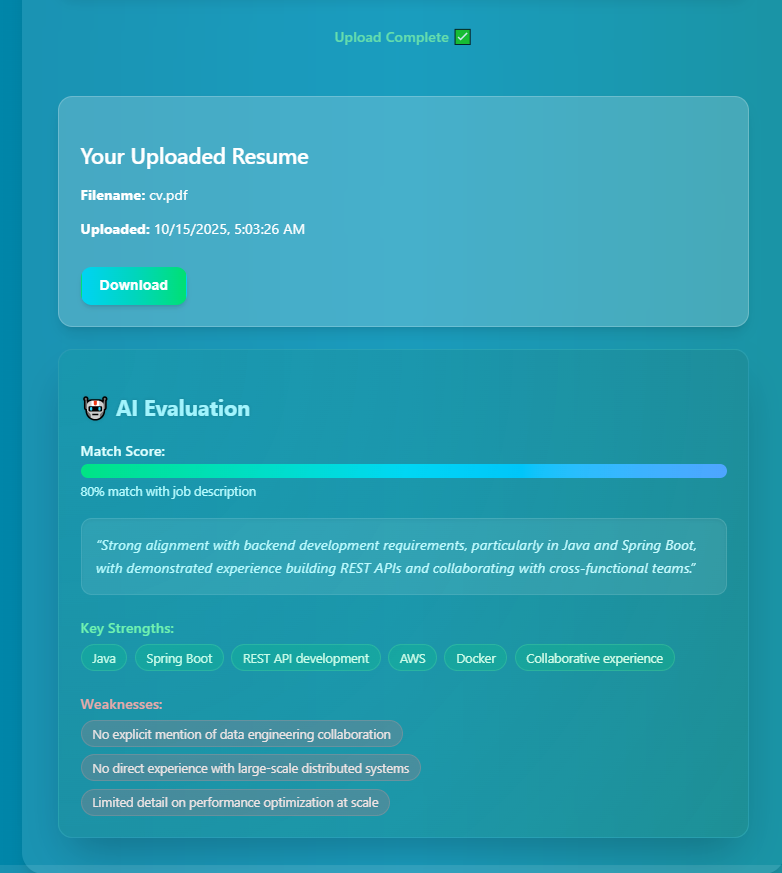 Upload Complete ✅
Your Uploaded Resume
Filename: cv.pdf
Uploaded: 10/15/2025, 5:03:26 AM
Download
🤖 AI Evaluation
Match Score:
80% match with job description
“Strong alignment with backend development requirements, particularly in Java and Spring Boot,
with demonstrated experience building REST APIs and collaborating with cross-functional teams.”
Key Strengths:
Java Spring Boot REST API development AWS Docker Collaborative experience
Weaknesses:
No explicit mention of data engineering collaboration
No direct experience with large-scale distributed systems
Limited detail on performance optimization at scale